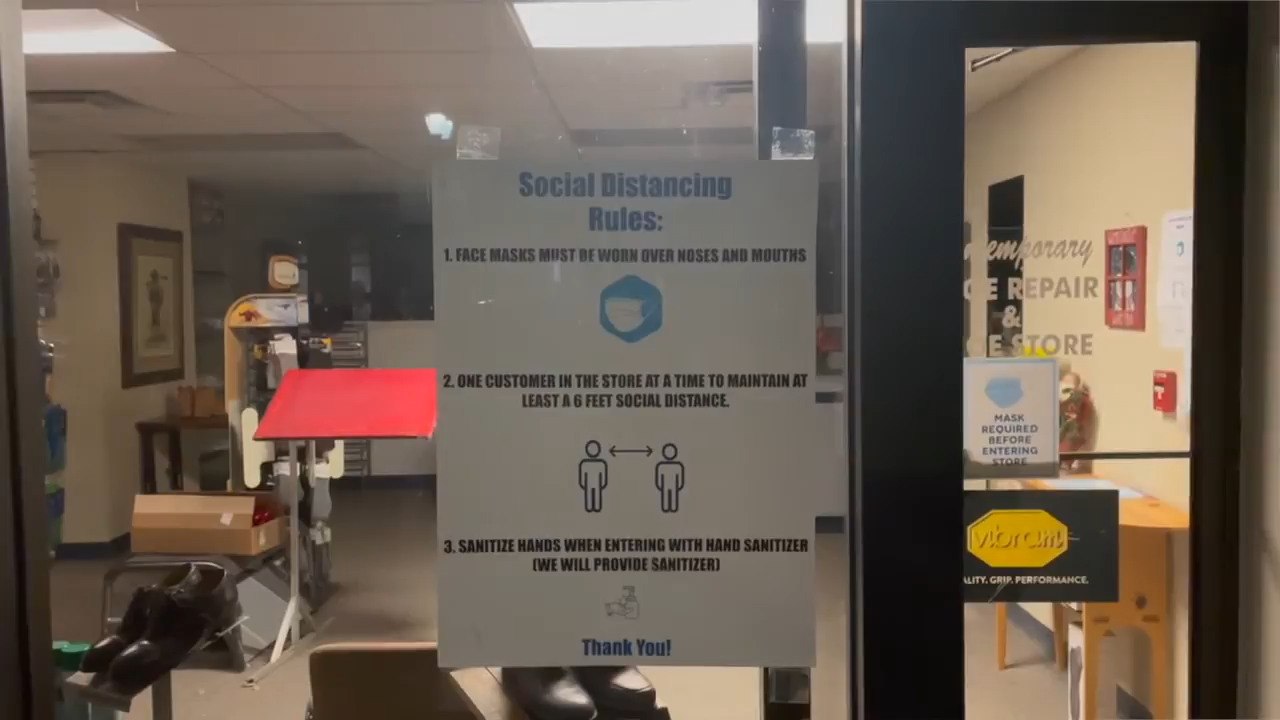 Social Distancing
Rules:
1. FACE MASKS MUST BE WORN OVER NOSES AND MOUTHS
2. ONE CUSTOMER IN THE STORE AT A TIME TO MAINTAIN AT
LEAST A 6 FEET SOCIAL DISTANCE.
3. SANITIZE HANDS WHEN ENTERING WITH HAND SANITIZER
(WE WILL PROVIDE SANITIZER)
Thank You!
REPAIR
&
STORE
MASK
REQUIRED
BEFORE
ENTERING
STORE
vibram
GRIP. PERFORMANCE.